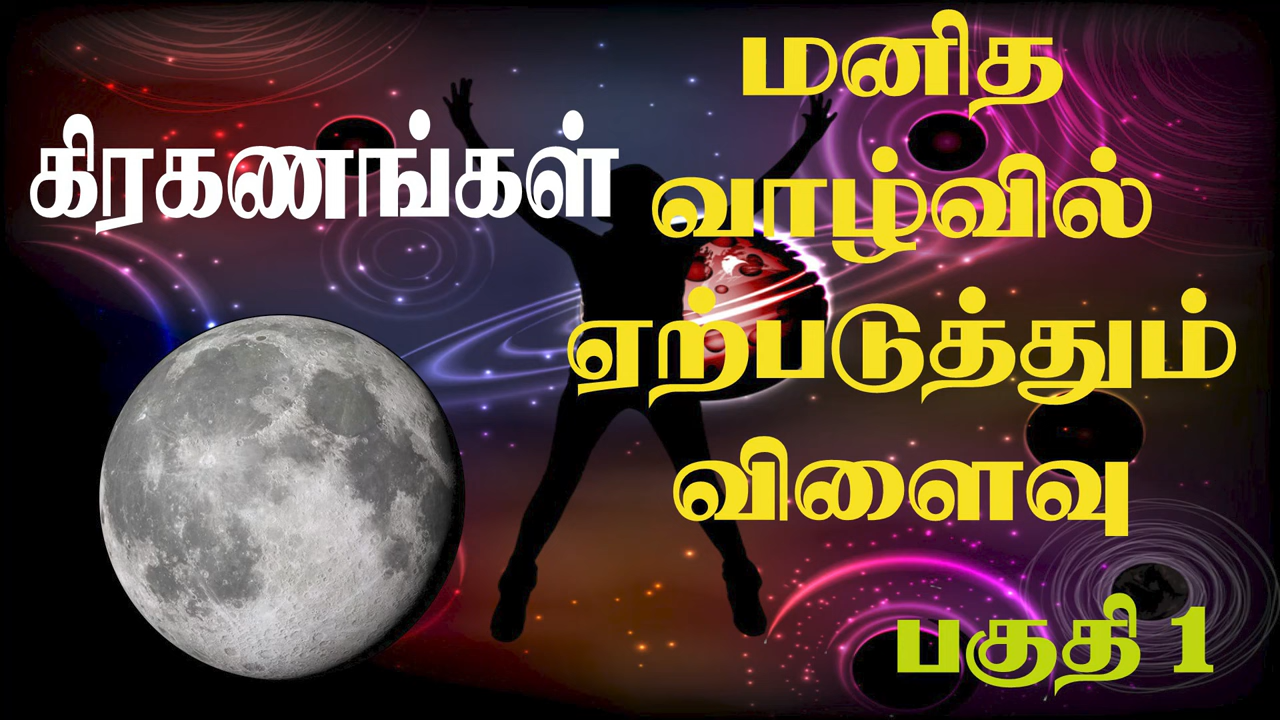 கிரகணங்கள்
மனித
வாழ்வில்
ஏற்படுத்தும்
விளைவு
பகுதி 1